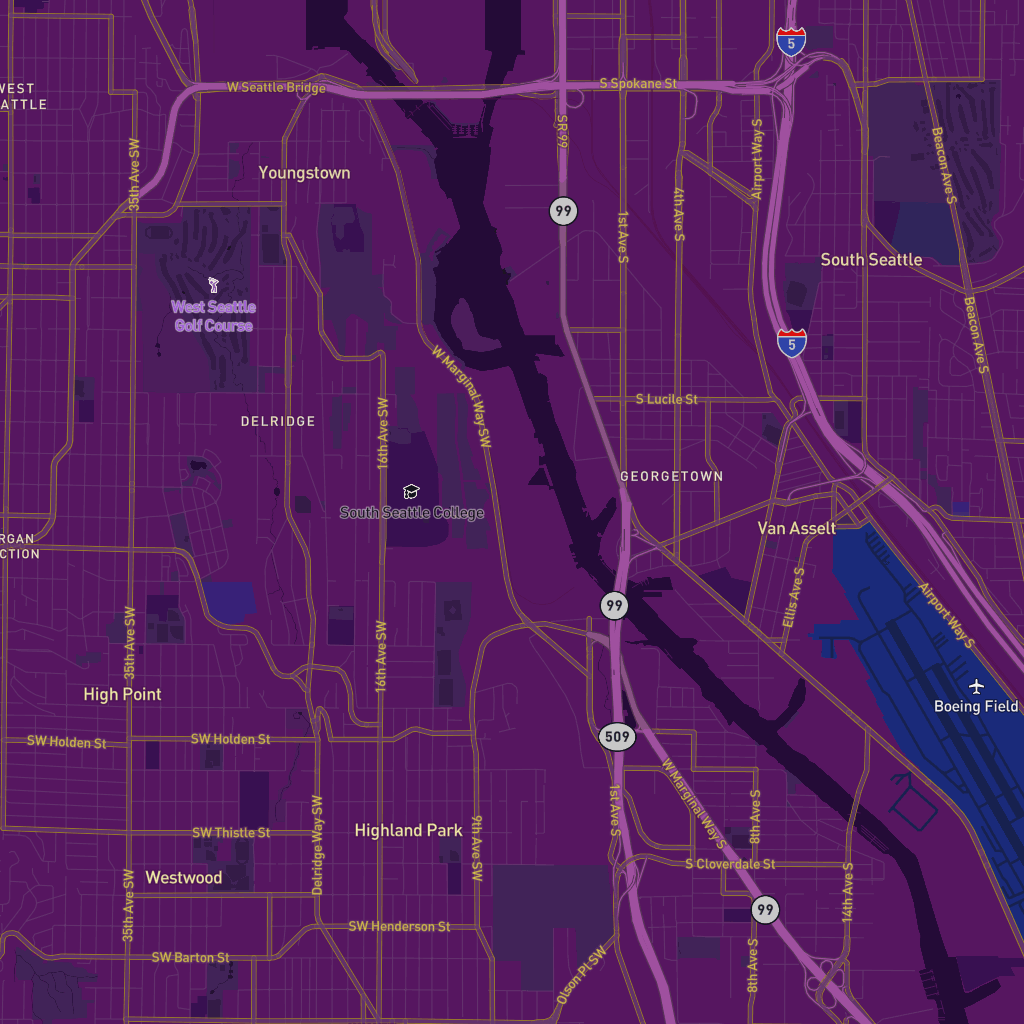 5
W Seattle Bridge
S Spokane St
WEST
ATTLE
SR 99
Airport Way S
Beacon Ave S
35th Ave SW
Youngstown
99
4th Ave S
1st Ave S
South Seattle
West Seattle
Golf Course
Beacon Ave S
5
W Marginal Way SW
S Lucile St
16th Ave SW
DELRIDGE
GEORGETOWN
South Seattle College
Van Asselt
RGAN
CTION
Ellis Ave S
99
Airport Way S
35th Ave SW
16th Ave SW
High Point
Boeing Field
SW Holden St
SW Holden St
509
W Marginal Way S
1st Ave S
8th Ave S
SW Thistle St
Highland Park
Delridge Way SW
9th Ave SW
S Cloverdale St
Westwood
35th Ave SW
14th Ave S
99
SW Henderson St
SW Barton St
Olson Pl SW
8th Ave S